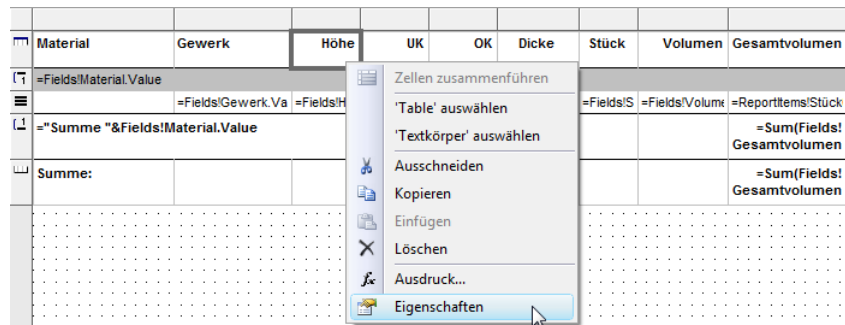 Material Gewerk Höhe UK OK Dicke Stück Volumen Gesamtvolumen
=Fields!Material.Value
=Fields!Gewerk.Va =Fields!H =Fields!S =Fields!Volume =ReportItems!Stück
="Summe "&Fields!Material.Value =Sum(Fields!
Gesamtvolumen
Summe: =Sum(Fields!
Gesamtvolumen
Zellen zusammenführen
'Table' auswählen
'Textkörper' auswählen
Ausschneiden
Kopieren
Einfügen
Löschen
fx Ausdruck...
Eigenschaften